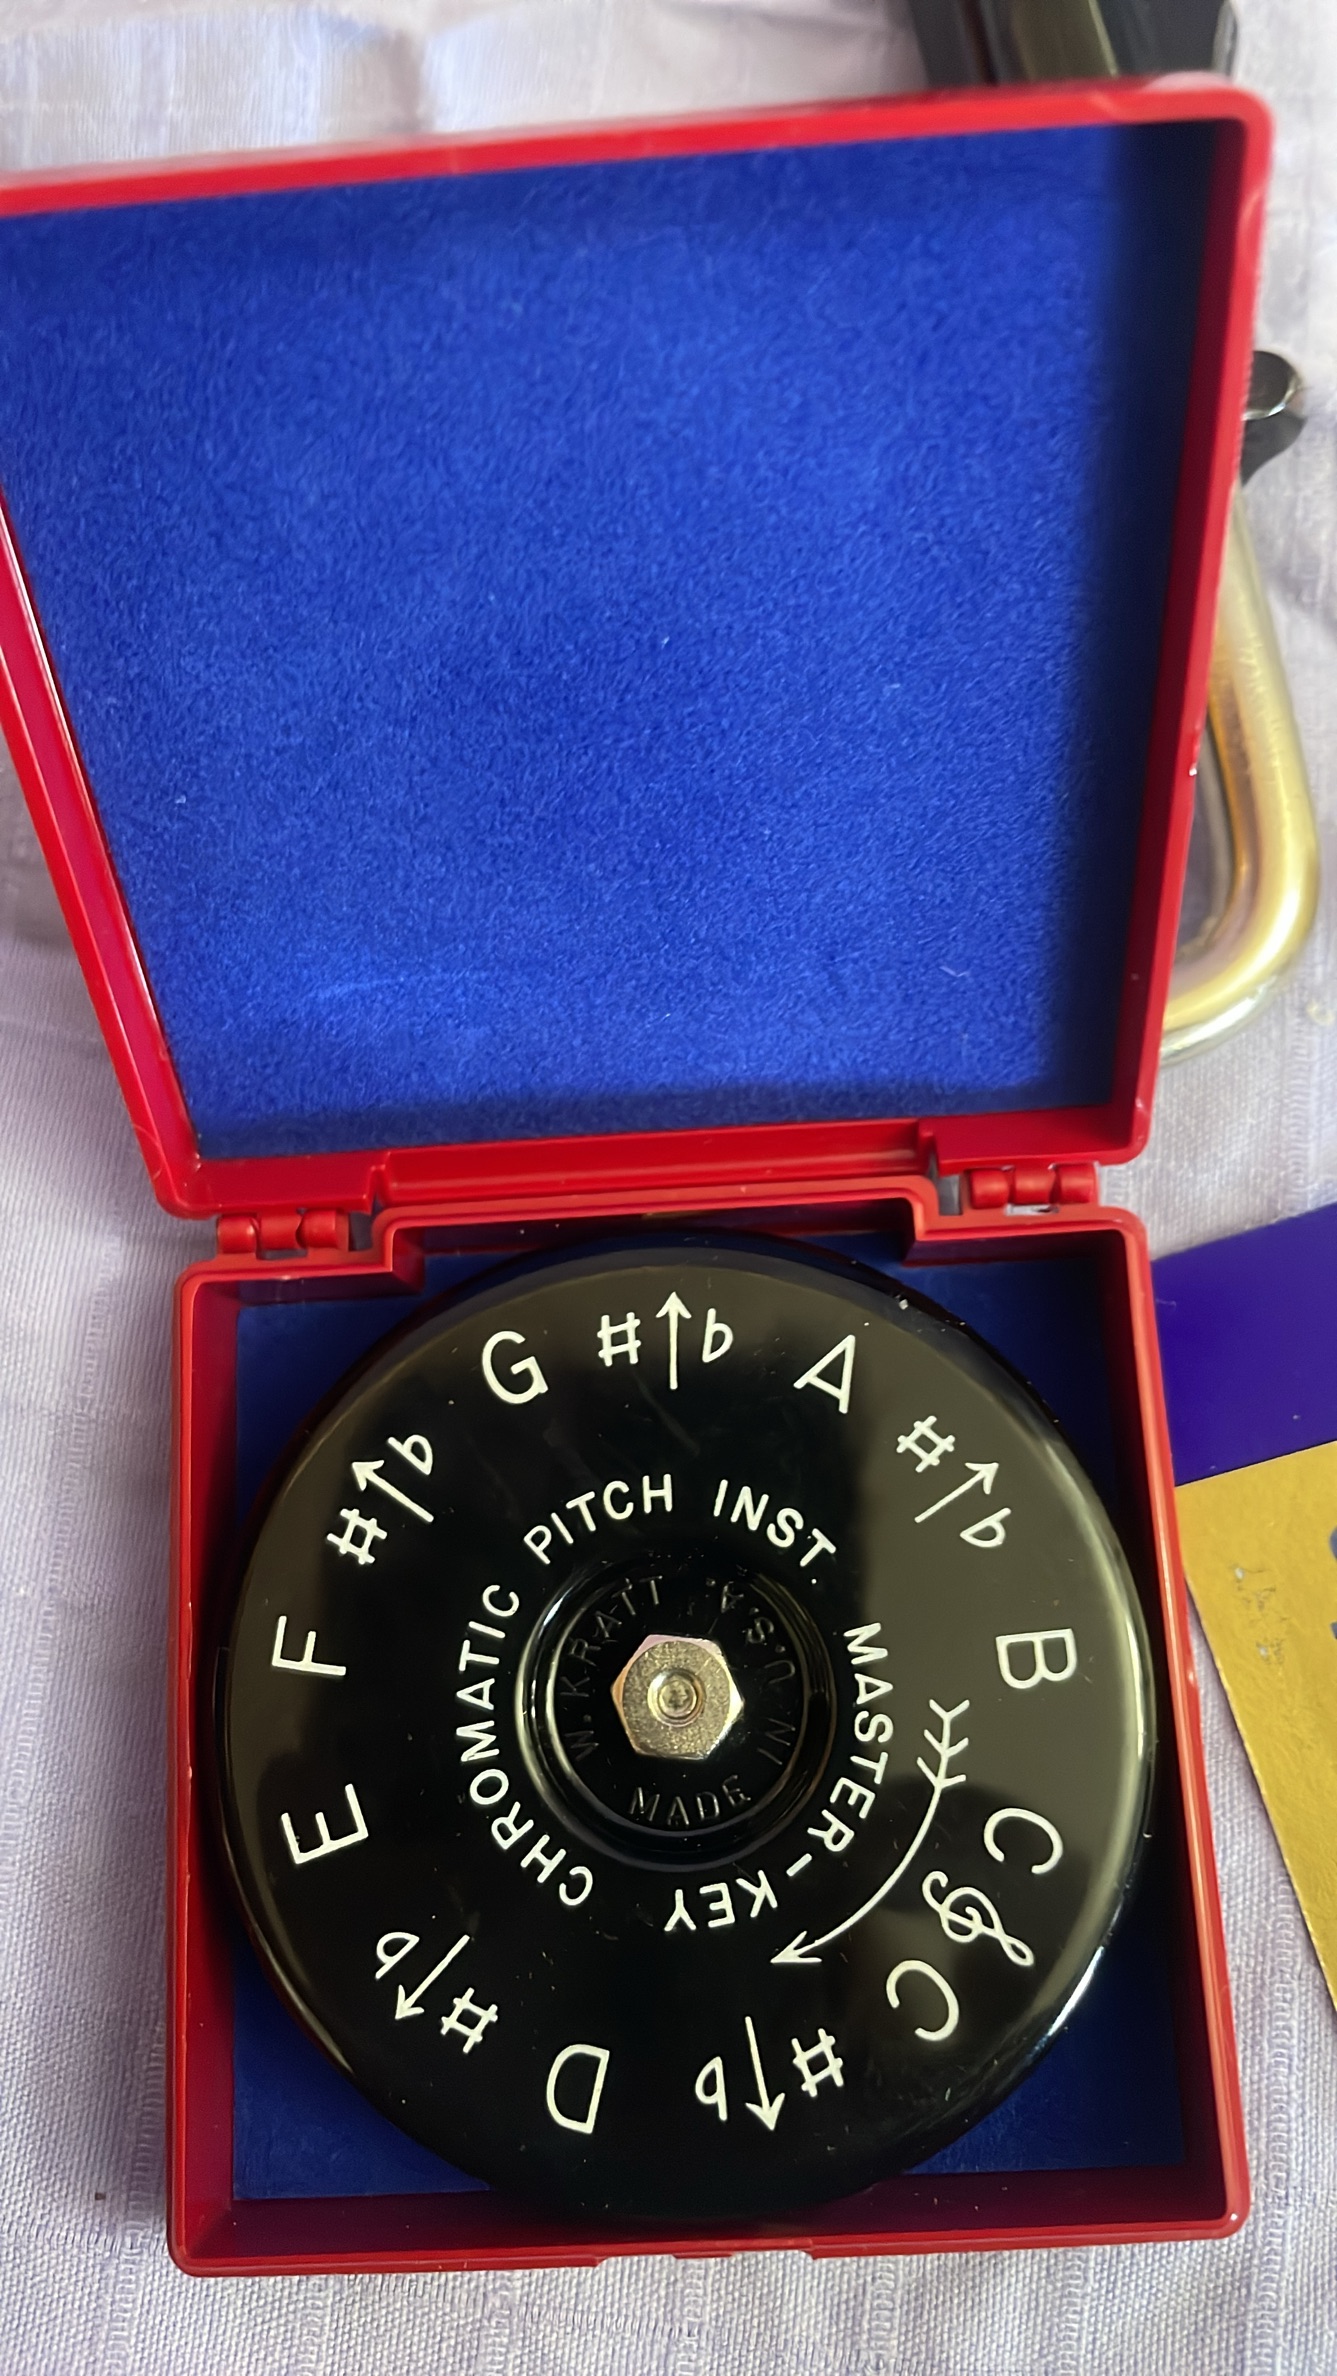 C
#↑b
D
#↑b
E
F
#↑b
G
#↑b
A
#↑b
B
C
MASTER-KEY CHROMATIC PITCH INST.
W. KRATT
MADE IN U.S.A.